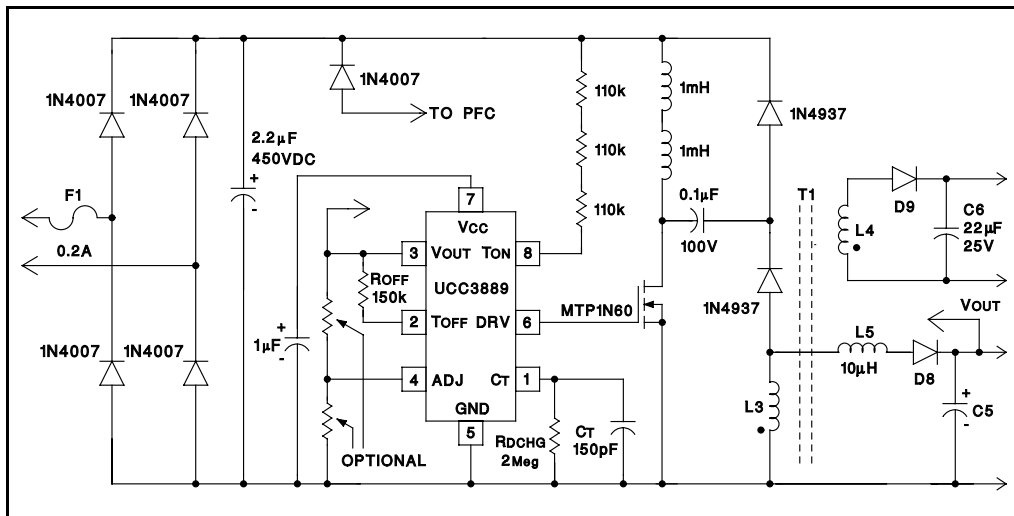 1N4007 1N4007
1N4007
TO PFC
110k
1mH
1N4937
2.2µF
450VDC
+
-
110k
1mH
F1
0.2A
7
VCC
110k
0.1µF
100V
T1
D9
L4
C6
22µF
25V
3 VOUT
TON 8
ROFF
150k
UCC3889
1N4937
2 TOFF
DRV 6
MTP1N60
VOUT
1N4007 1N4007
+
1µF
-
L5
10µH
D8
4 ADJ
CT 1
GND
5
L3
+
C5
-
RDCHG
2Meg
CT
150pF
OPTIONAL